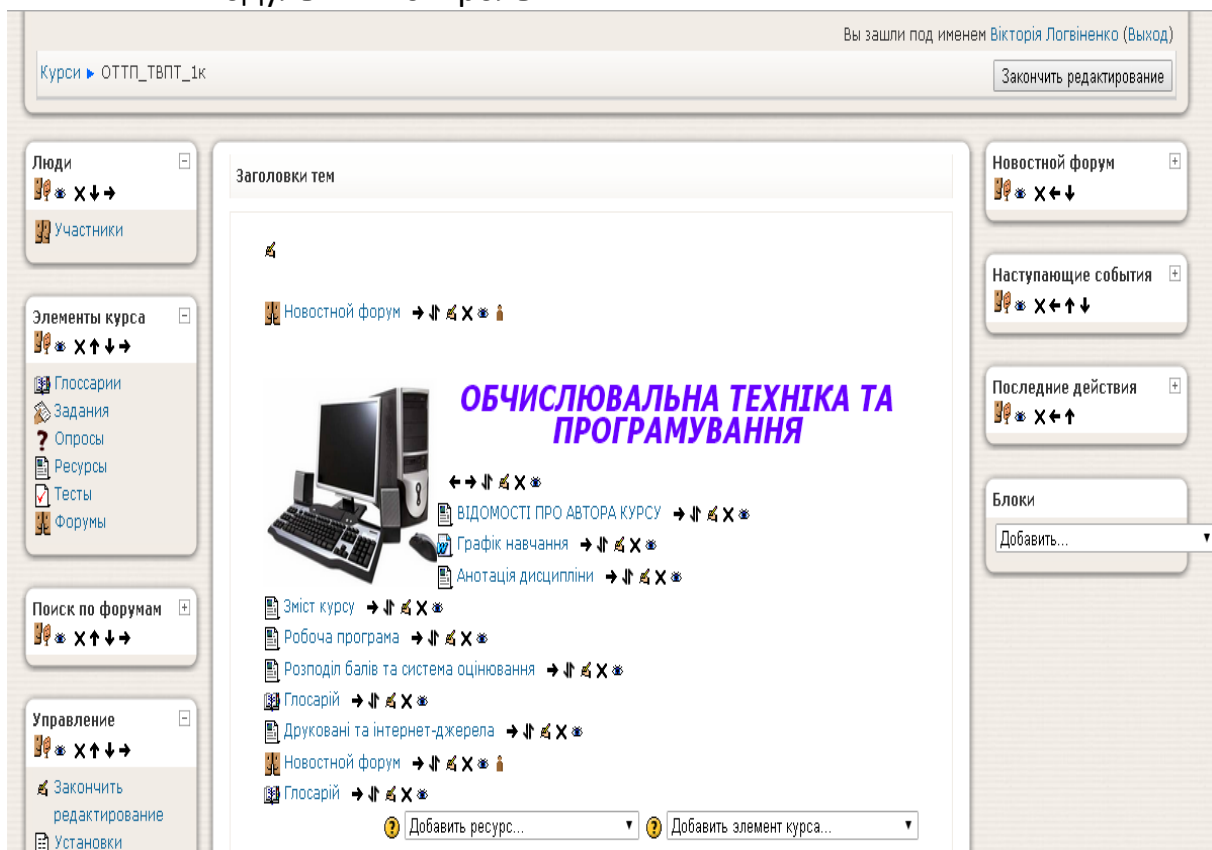 Вы зашли под именем Вікторія Логвіненко (Выход)
Курси ► ОТТП_ТВПТ_1к
Закончить редактирование
Люди
Участники
Элементы курса
Глоссарии
Задания
Опросы
Ресурсы
Тесты
Форумы
Поиск по форумам
Управление
Закончить
редактирование
Установки
Заголовки тем
Новостной форум
ОБЧИСЛЮВАЛЬНА ТЕХНІКА ТА
ПРОГРАМУВАННЯ
ВІДОМОСТІ ПРО АВТОРА КУРСУ
Графік навчання
Анотація дисципліни
Зміст курсу
Робоча програма
Розподіл балів та система оцінювання
Глосарій
Друковані та інтернет-джерела
Новостной форум
Глосарій
Добавить ресурс...
Добавить элемент курса...
Новостной форум
Наступающие события
Последние действия
Блоки
Добавить...